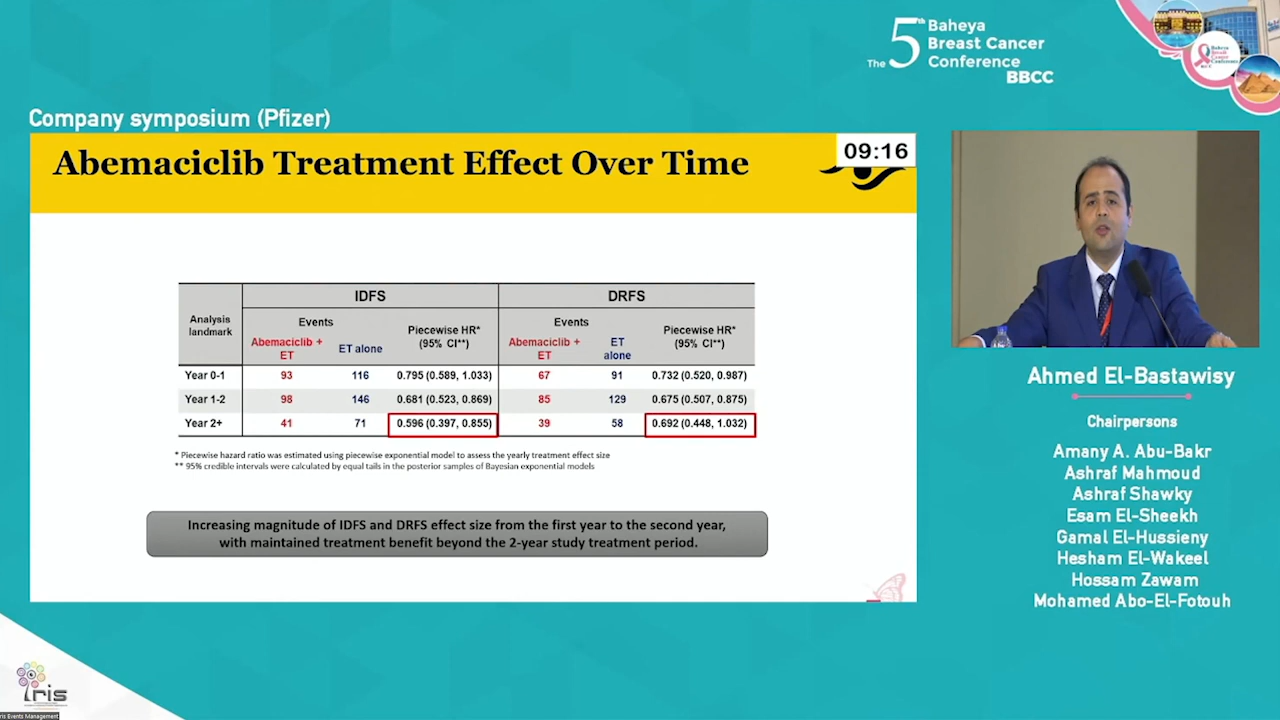 The 5th Baheya
Breast Cancer
Conference
BBCC
Company symposium (Pfizer)
Abemaciclib Treatment Effect Over Time
09:16
Analysis landmark
IDFS
DRFS
Events
Piecewise HR*
(95% CI**)
Events
Piecewise HR*
(95% CI**)
Abemaciclib + ET
ET alone
Abemaciclib + ET
ET alone
Year 0-1 93 116 0.795 (0.589, 1.033) 67 91 0.732 (0.520, 0.987)
Year 1-2 98 146 0.681 (0.523, 0.869) 85 129 0.675 (0.507, 0.875)
Year 2+ 41 71 0.596 (0.397, 0.855) 39 58 0.692 (0.448, 1.032)
* Piecewise hazard ratio was estimated using piecewise exponential model to assess the yearly treatment effect size
** 95% credible intervals were calculated by equal tails in the posterior samples of Bayesian exponential models
Increasing magnitude of IDFS and DRFS effect size from the first year to the second year,
with maintained treatment benefit beyond the 2-year study treatment period.
Ahmed El-Bastawisy
Chairpersons
Amany A. Abu-Bakr
Ashraf Mahmoud
Ashraf Shawky
Esam El-Sheekh
Gamal El-Hussieny
Hesham El-Wakeel
Hossam Zawam
Mohamed Abo-El-Fotouh
Iris
Iris Events Management